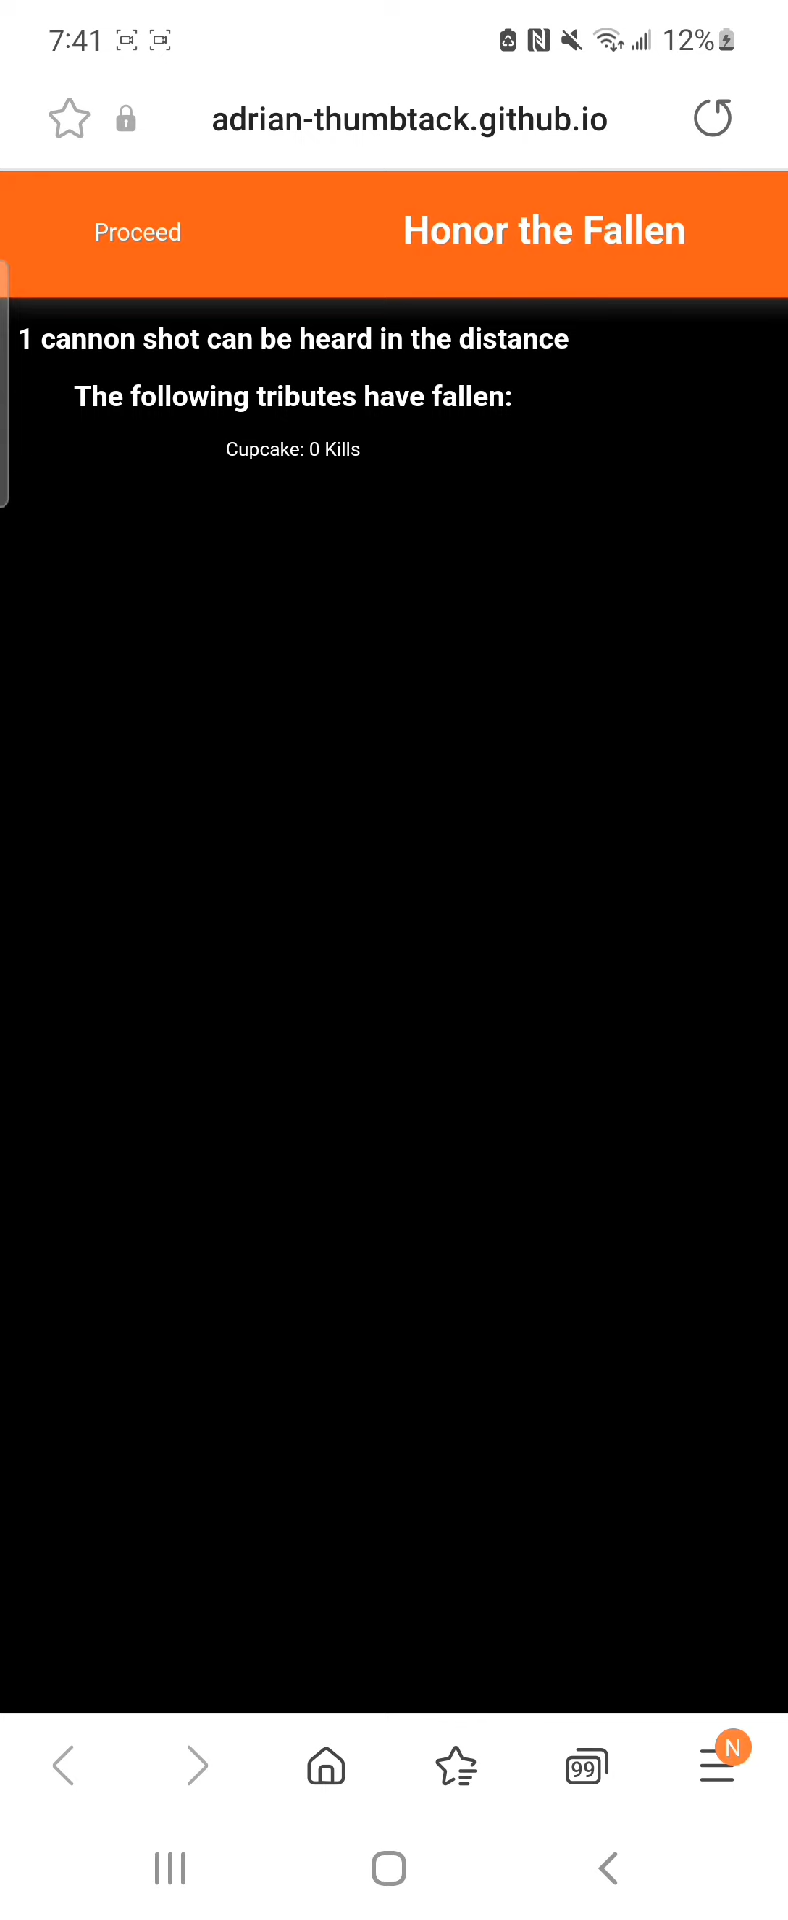 7:41 12%
adrian-thumbtack.github.io
Proceed Honor the Fallen
1 cannon shot can be heard in the distance
The following tributes have fallen:
Cupcake: 0 Kills
99 N